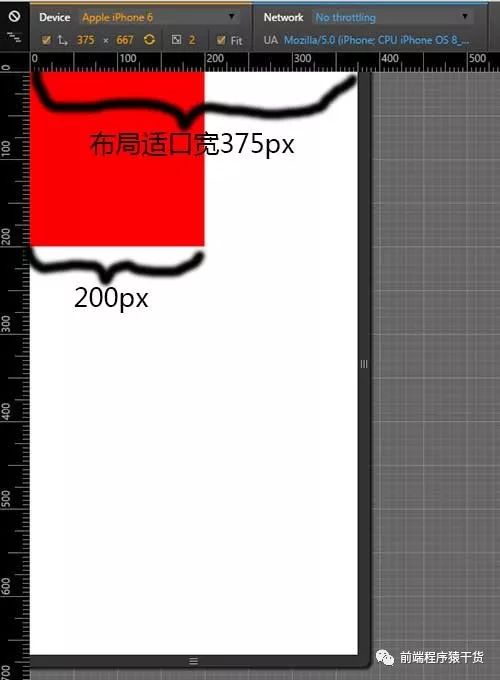 Device Apple iPhone 6 Network No throttling
375 × 667 2 Fit UA Mozilla/5.0 (iPhone; CPU iPhone OS 8_...
0 100 200 300 400 500
0
100
200
300
400
500
600
700
布局适口宽375px
200px
前端程序猿干货